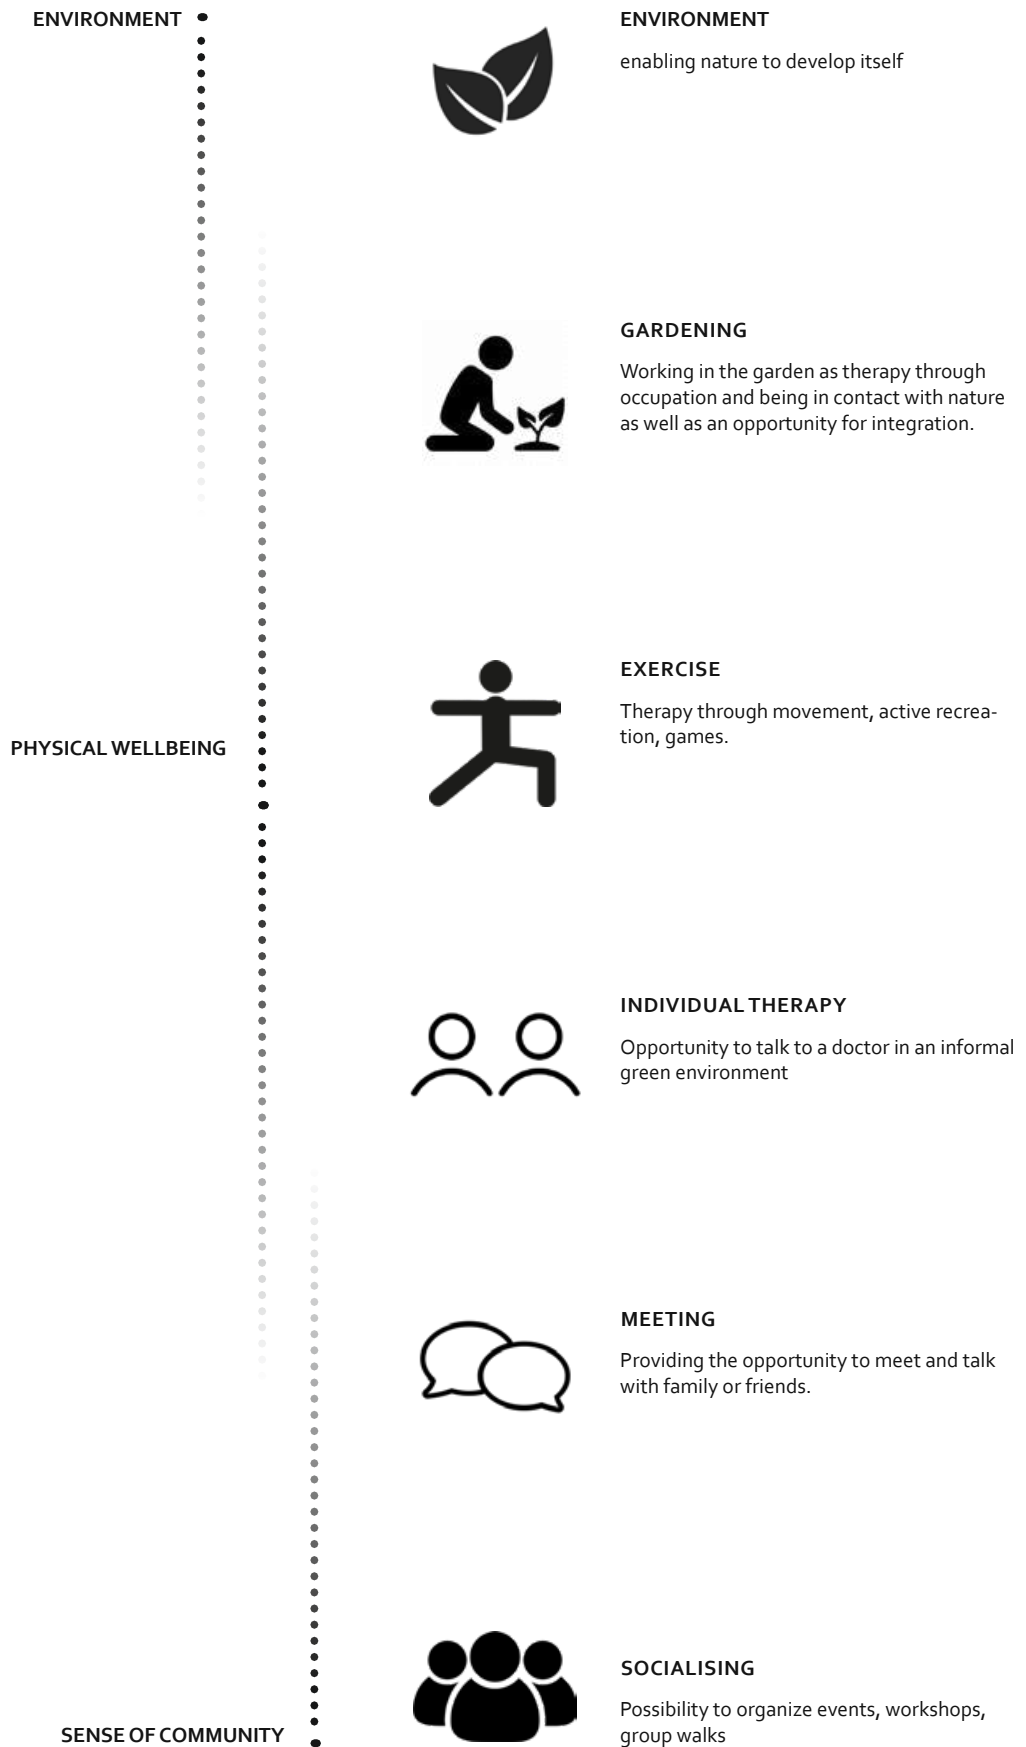 ENVIRONMENT
ENVIRONMENT
enabling nature to develop itself
GARDENING
Working in the garden as therapy through
occupation and being in contact with nature
as well as an opportunity for integration.
EXERCISE
Therapy through movement, active recrea-
tion, games.
PHYSICAL WELLBEING
INDIVIDUAL THERAPY
Opportunity to talk to a doctor in an informal
green environment
MEETING
Providing the opportunity to meet and talk
with family or friends.
SOCIALISING
Possibility to organize events, workshops,
group walks
SENSE OF COMMUNITY